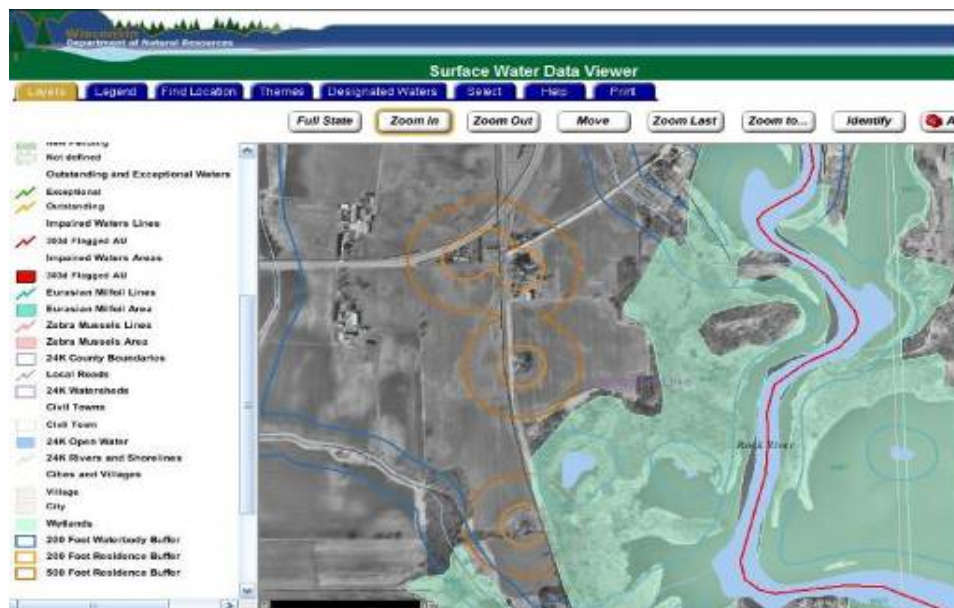 Wisconsin
Department of Natural Resources
Surface Water Data Viewer
Layers Legend Find Location Themes Designated Waters Select Help Print
Full State Zoom In Zoom Out Move Zoom Last Zoom to... Identify A
Not defined
Outstanding and Exceptional Waters
Exceptional
Outstanding
Impaired Waters Lines
303d Flagged AU
Impaired Waters Areas
303d Flagged AU
Eurasian Milfoil Lines
Eurasian Milfoil Area
Zebra Mussels Lines
Zebra Mussels Area
24K County Boundaries
Local Roads
24K Watersheds
Civil Towns
Civil Town
24K Open Water
24K Rivers and Shorelines
Cities and Villages
Village
City
Wetlands
200 Foot Waterbody Buffer
200 Foot Residence Buffer
500 Foot Residence Buffer
Rock River